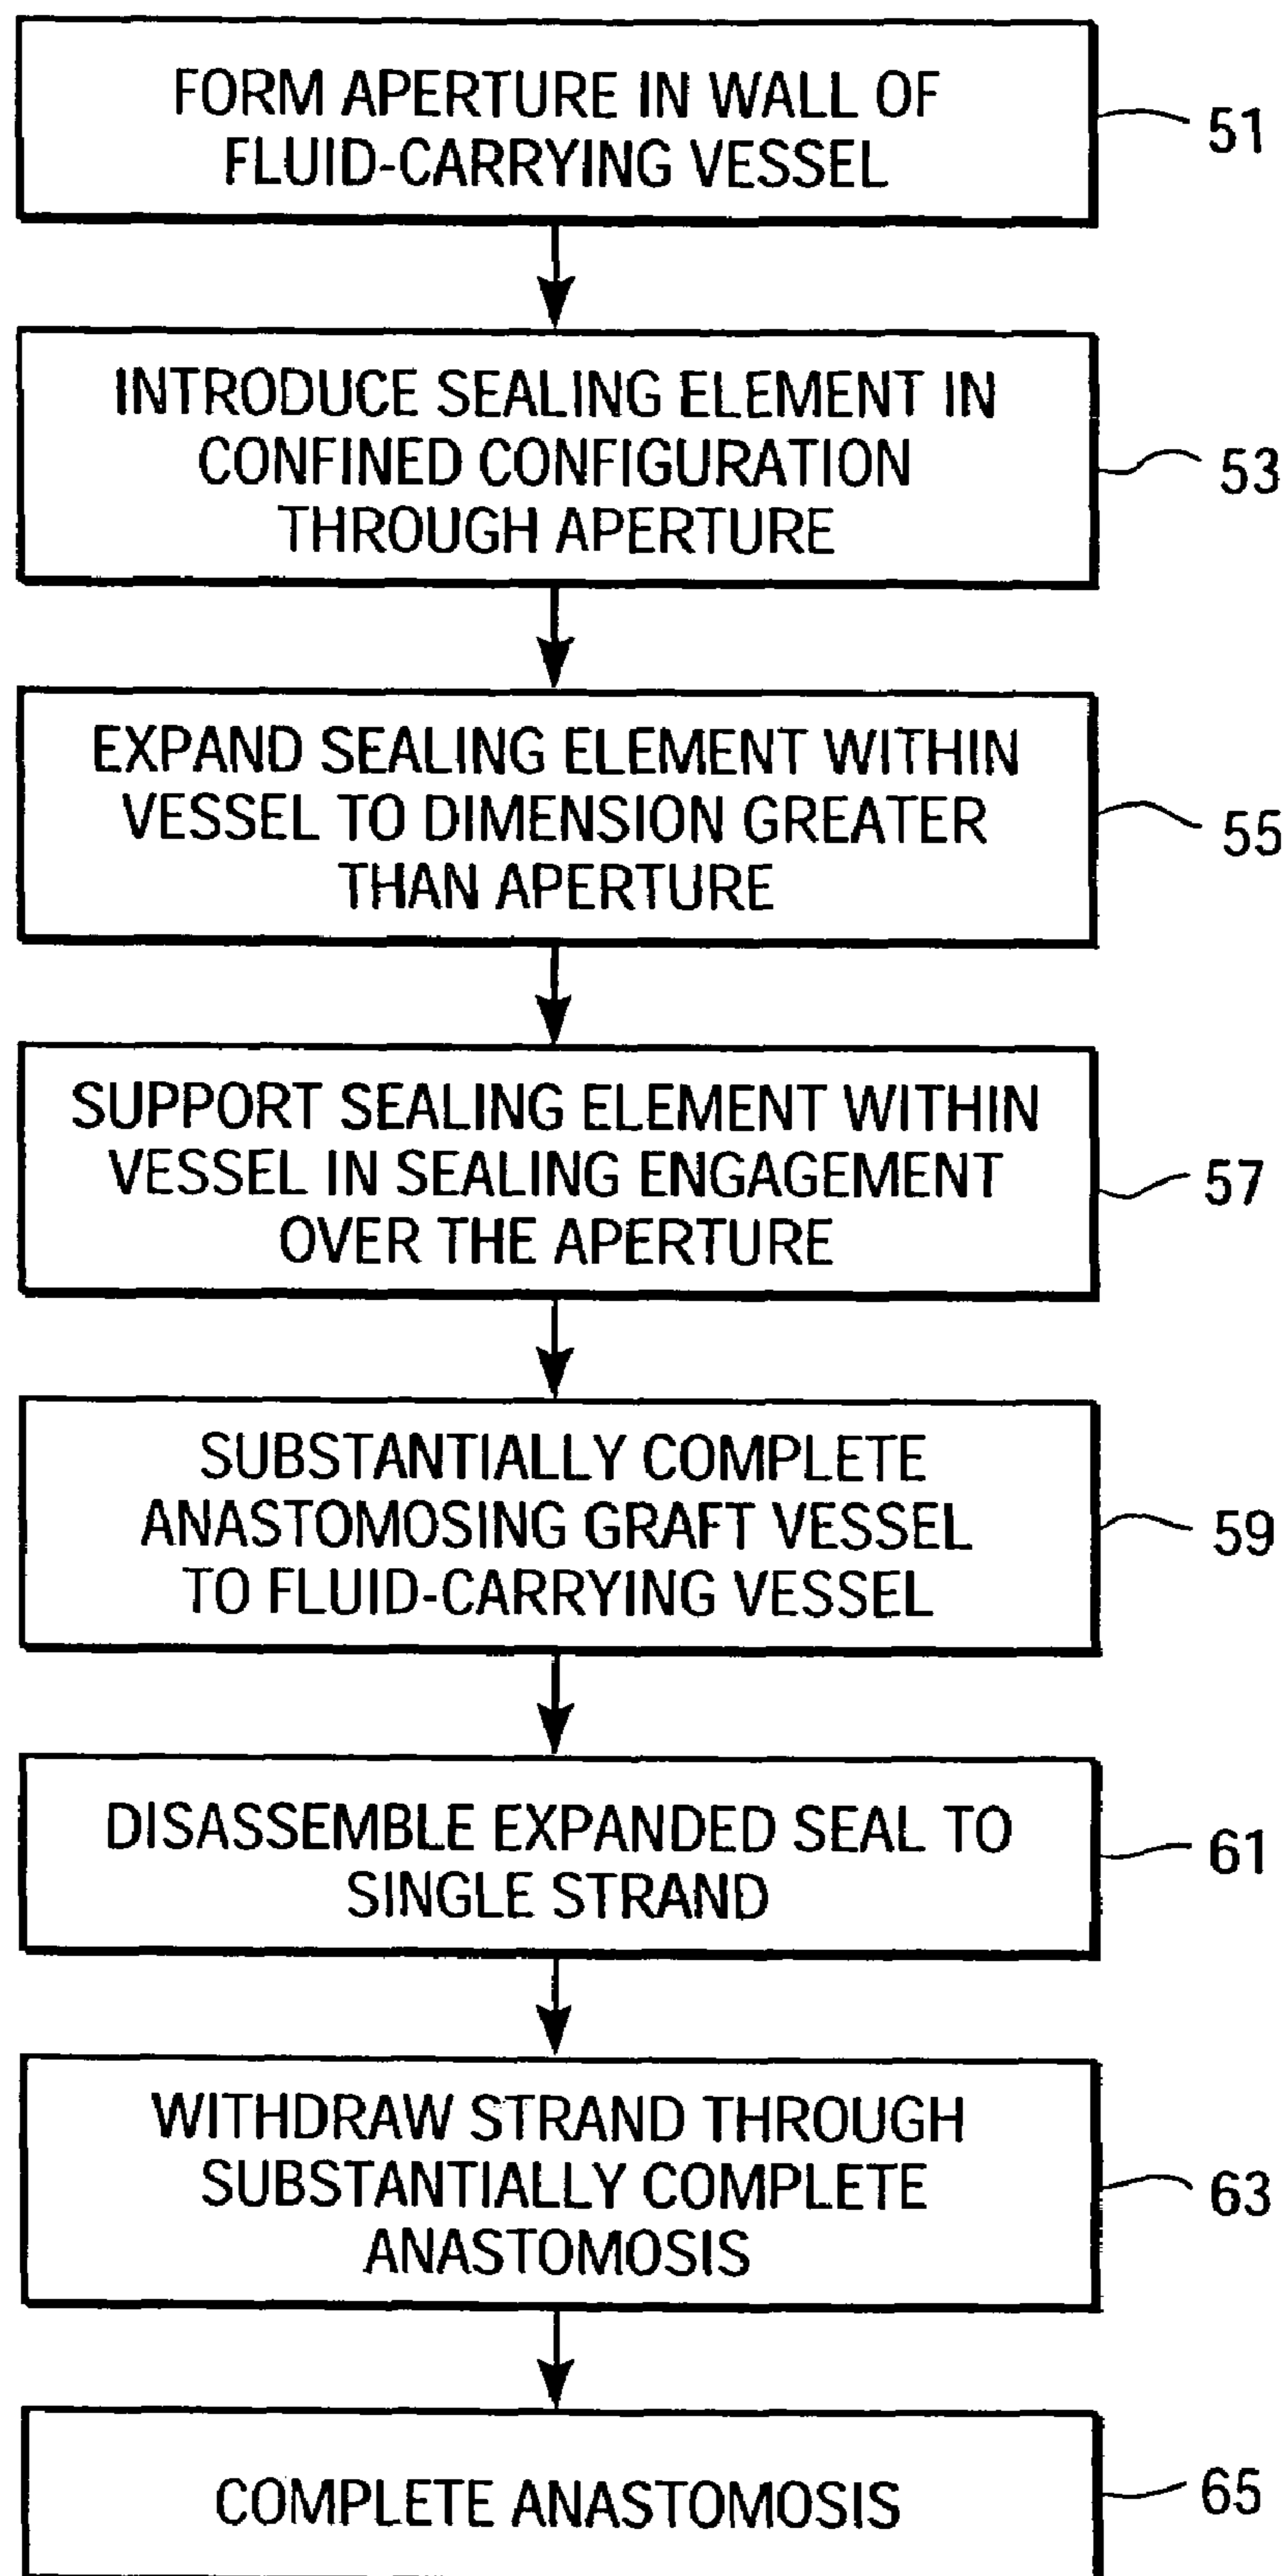 FORM APERTURE IN WALL OF
FLUID-CARRYING VESSEL
51
INTRODUCE SEALING ELEMENT IN
CONFINED CONFIGURATION
THROUGH APERTURE
53
EXPAND SEALING ELEMENT WITHIN
VESSEL TO DIMENSION GREATER
THAN APERTURE
55
SUPPORT SEALING ELEMENT WITHIN
VESSEL IN SEALING ENGAGEMENT
OVER THE APERTURE
57
SUBSTANTIALLY COMPLETE
ANASTOMOSING GRAFT VESSEL
TO FLUID-CARRYING VESSEL
59
DISASSEMBLE EXPANDED SEAL TO
SINGLE STRAND
61
WITHDRAW STRAND THROUGH
SUBSTANTIALLY COMPLETE
ANASTOMOSIS
63
COMPLETE ANASTOMOSIS
65